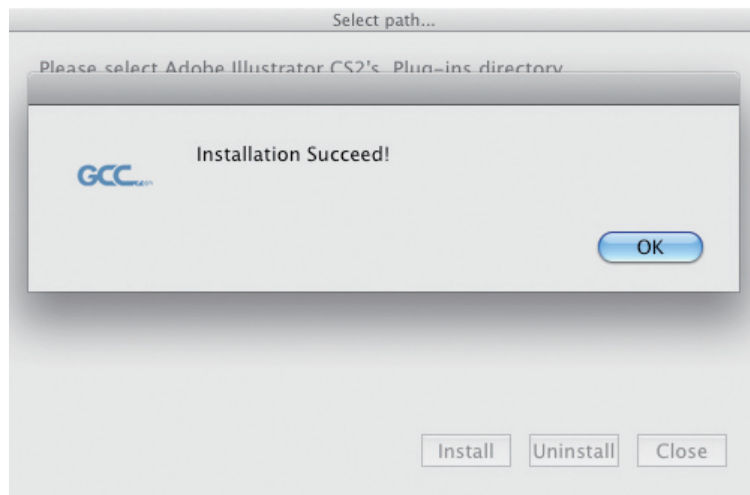 Select path...
Please select Adobe Illustrator CS2's Plug-ins directory
Installation Succeed!
GCC
OK
Install Uninstall Close